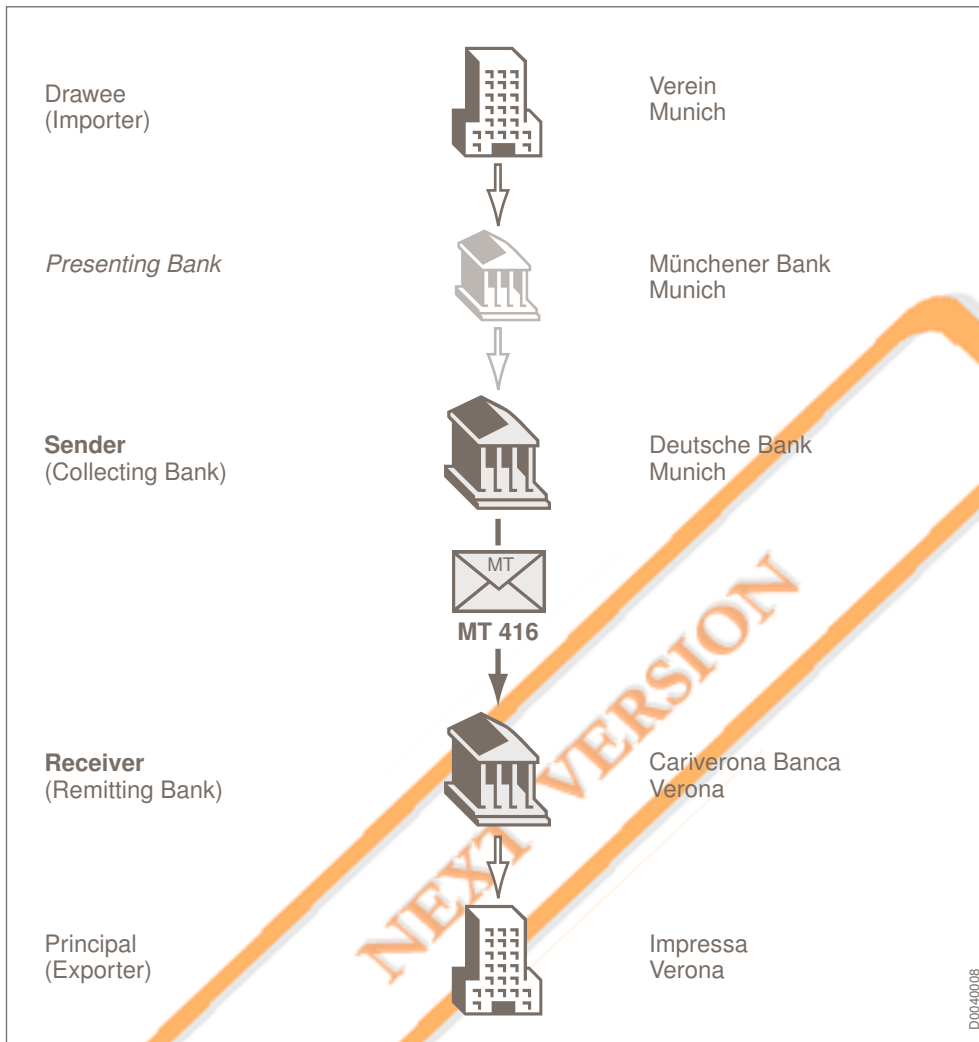 Drawee
(Importer)
Verein
Munich
Presenting Bank
Münchener Bank
Munich
Sender
(Collecting Bank)
Deutsche Bank
Munich
MT
MT 416
Receiver
(Remitting Bank)
Cariverona Banca
Verona
Principal
(Exporter)
Impressa
Verona
NEXT VERSION
D0040008